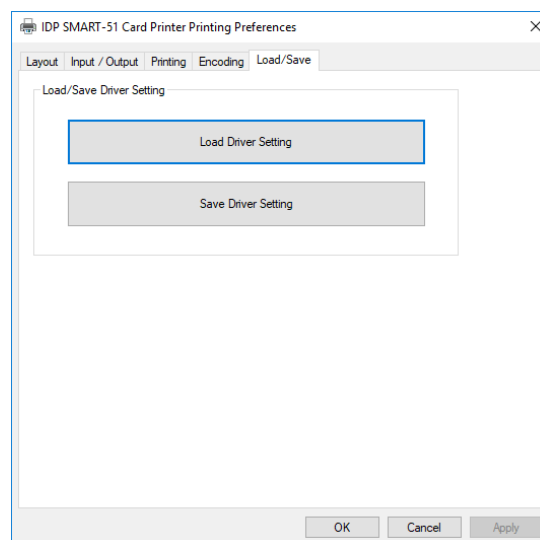 IDP SMART-51 Card Printer Printing Preferences
Layout Input / Output Printing Encoding Load/Save
Load/Save Driver Setting
Load Driver Setting
Save Driver Setting
OK Cancel Apply